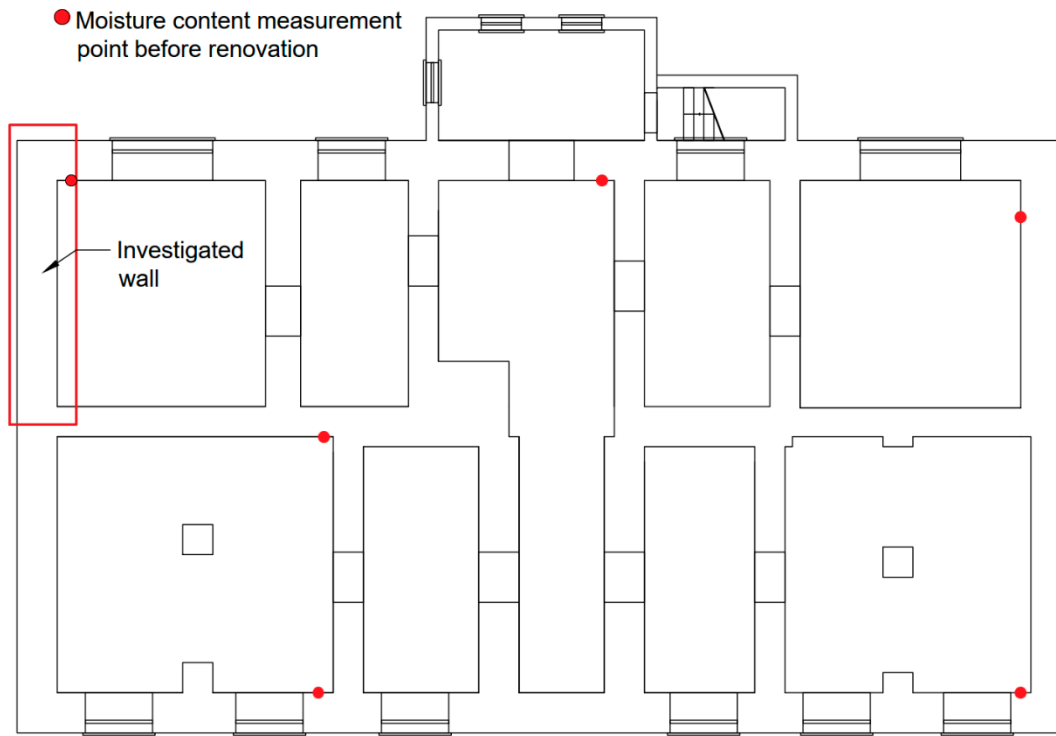 Moisture content measurement
point before renovation
Investigated
wall